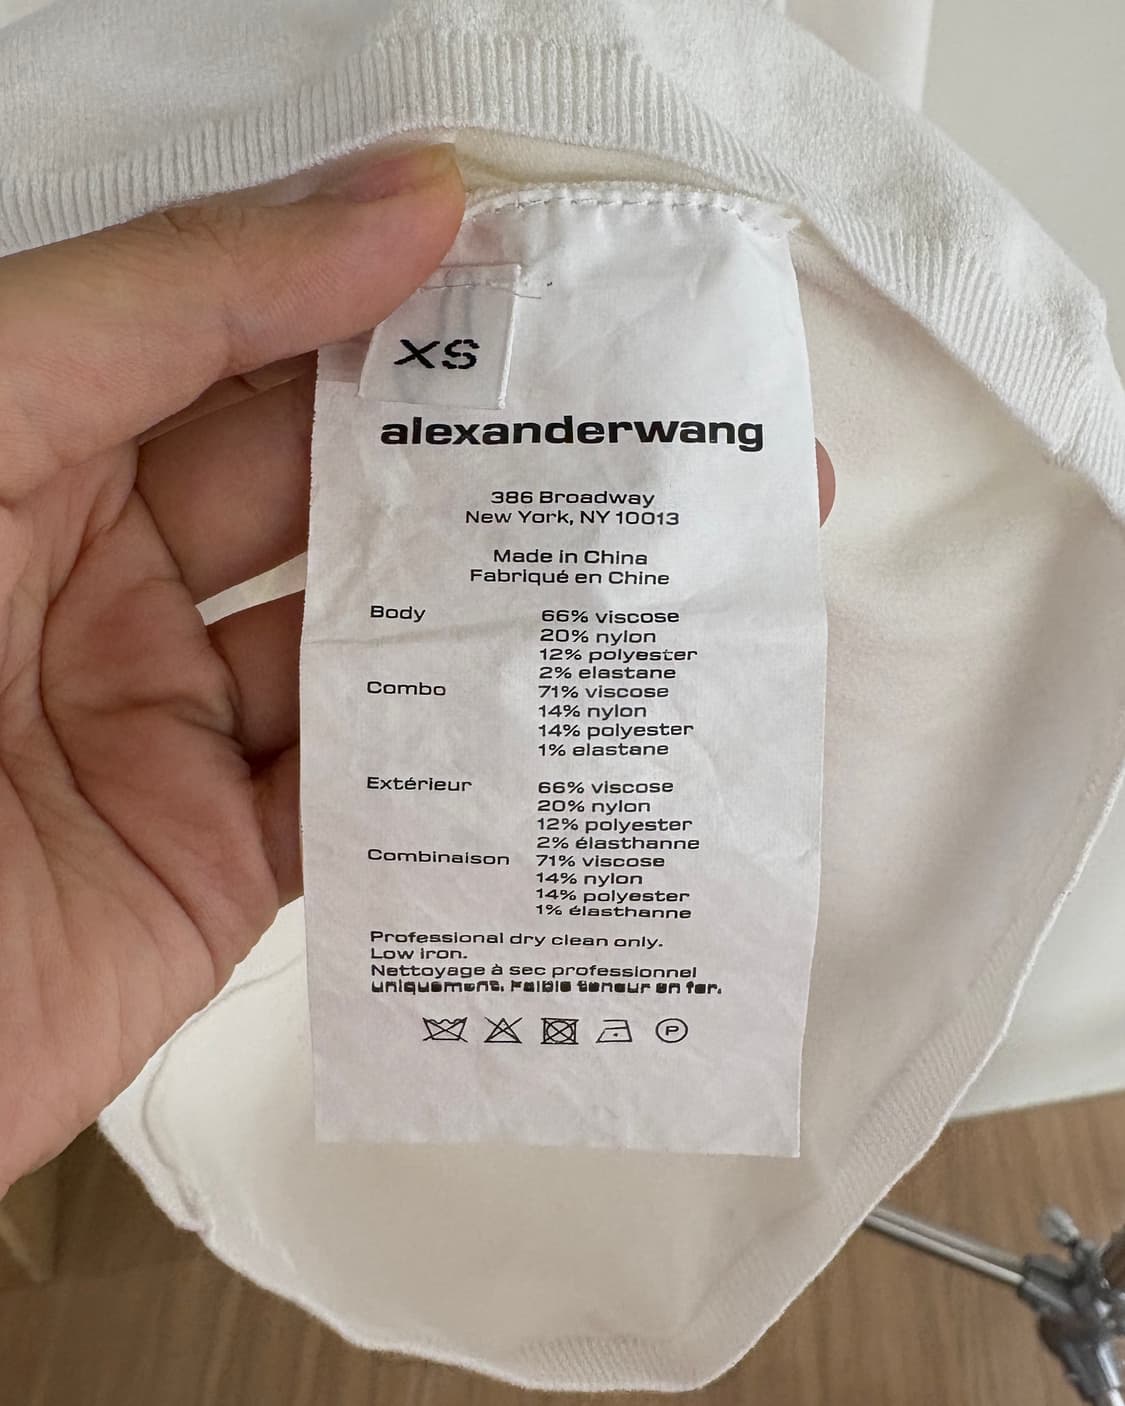 XS
alexanderwang
386 Broadway
New York, NY 10013
Made in China
Fabriqué en Chine
Body 66% viscose
20% nylon
12% polyester
2% elastane
Combo 71% viscose
14% nylon
14% polyester
1% elastane
Extérieur 66% viscose
20% nylon
12% polyester
2% élasthanne
Combinaison 71% viscose
14% nylon
14% polyester
1% élasthanne
Professional dry clean only.
Low iron.
Nettoyage à sec professionnel
uniquement. Faible teneur en fer.
P